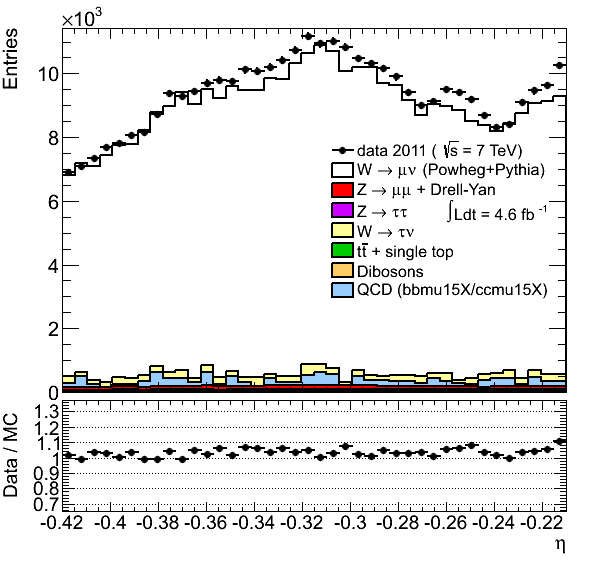 ×10³
Entries
10
8
6
4
2
0
data 2011 ( √s = 7 TeV)
W → μν (Powheg+Pythia)
Z → μμ + Drell-Yan
Z → ττ
∫Ldt = 4.6 fb⁻¹
W → τν
tt̅ + single top
Dibosons
QCD (bbmu15X/ccmu15X)
Data / MC
1.3
1.2
1.1
1
0.9
0.8
0.7
-0.42 -0.4 -0.38 -0.36 -0.34 -0.32 -0.3 -0.28 -0.26 -0.24 -0.22
η